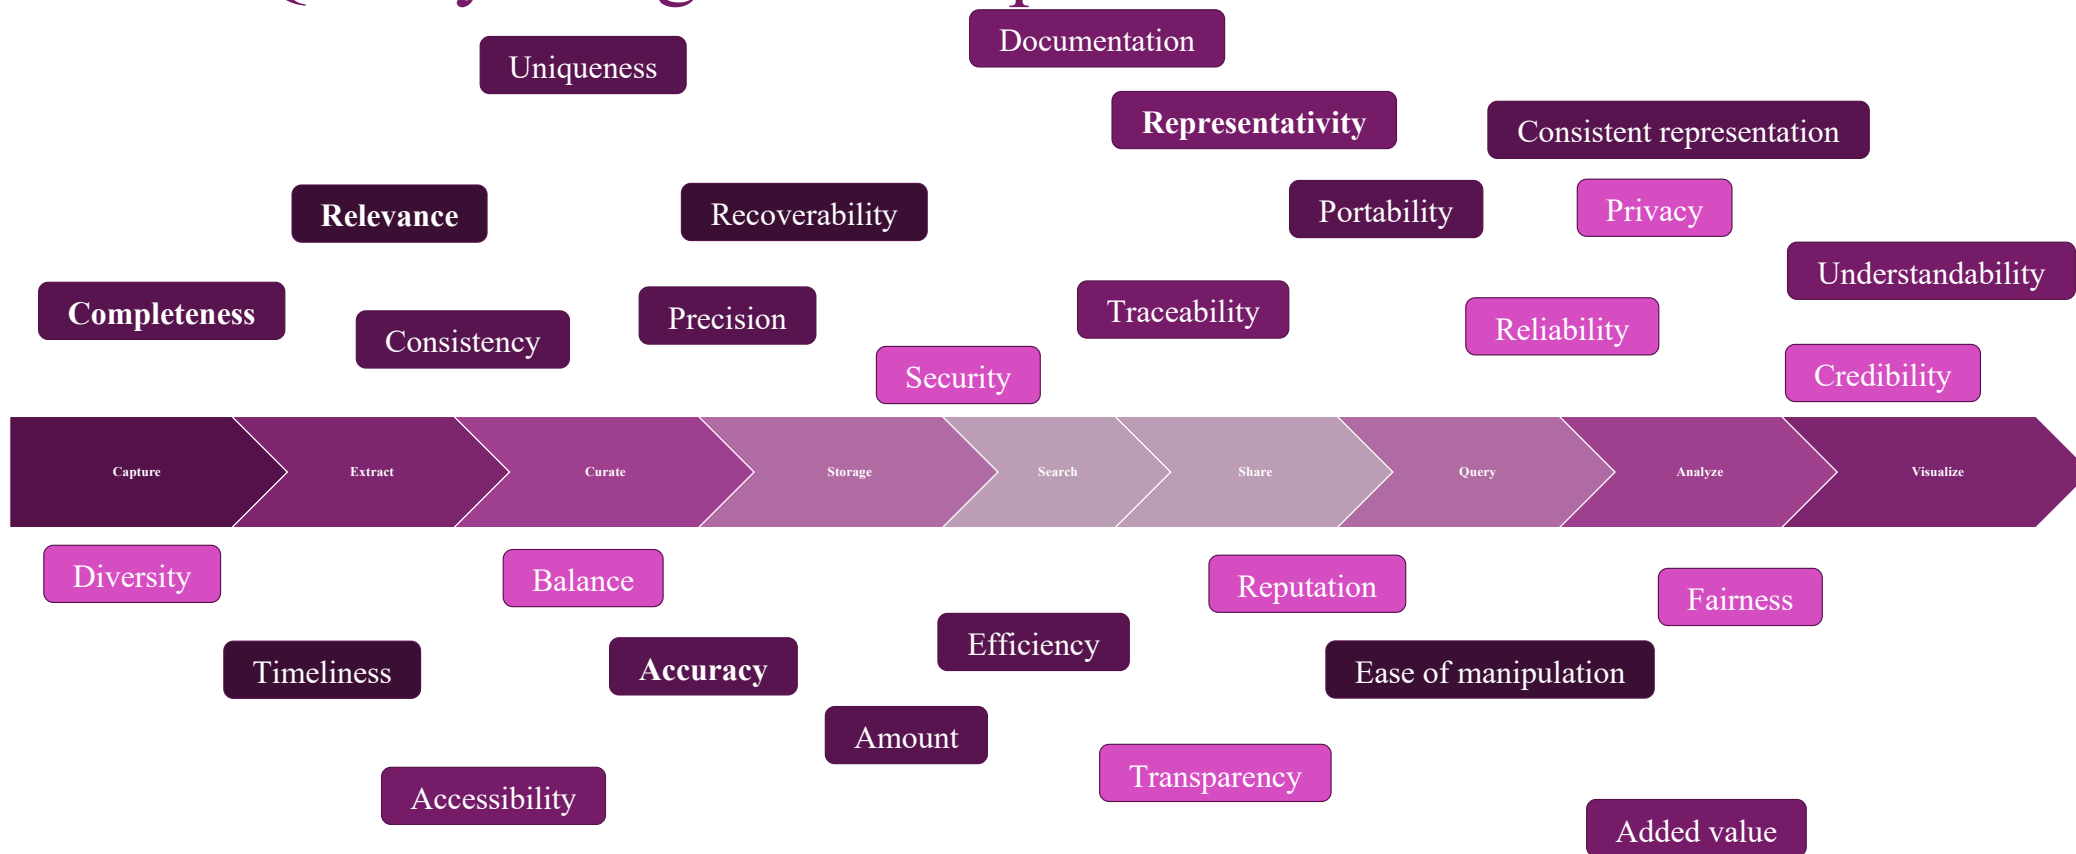 Documentation
Uniqueness
Representativity
Consistent representation
Relevance
Recoverability
Portability
Privacy
Understandability
Completeness
Consistency
Precision
Traceability
Reliability
Security
Credibility
Capture
Extract
Curate
Storage
Search
Share
Query
Analyze
Visualize
Diversity
Balance
Reputation
Fairness
Timeliness
Accuracy
Efficiency
Ease of manipulation
Amount
Transparency
Accessibility
Added value